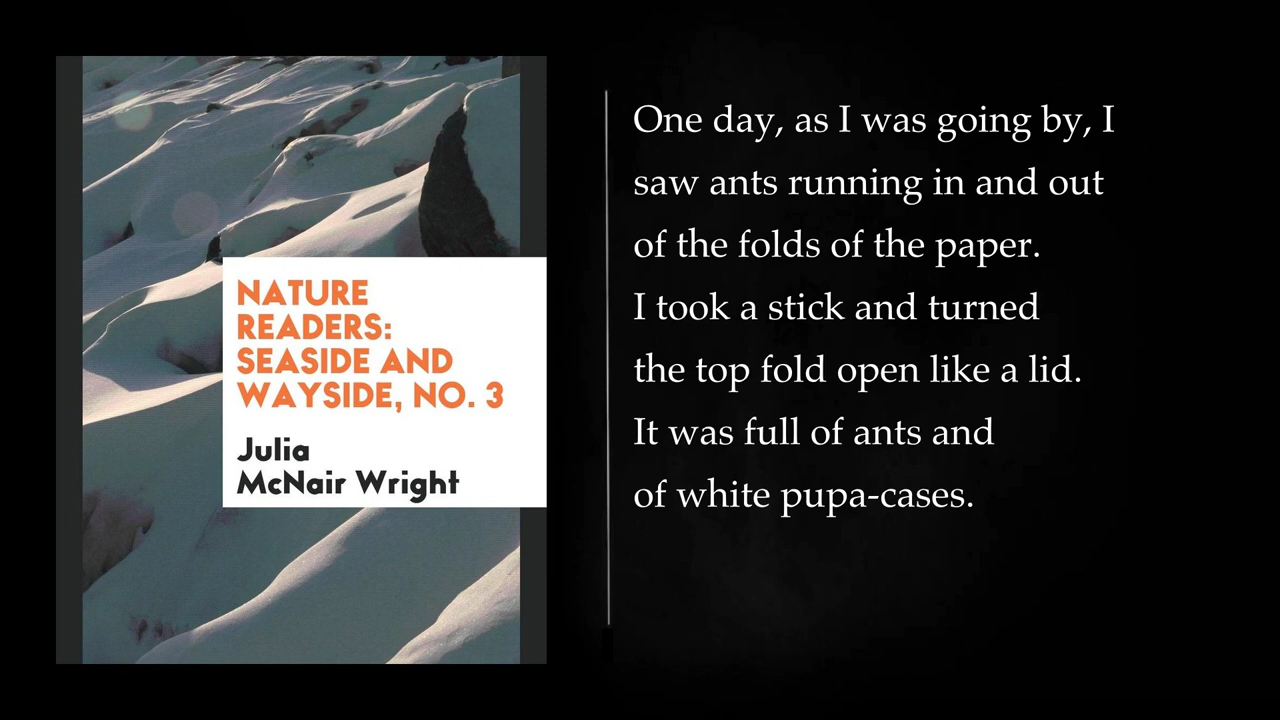 NATURE
READERS:
SEASIDE AND
WAYSIDE, NO. 3
Julia
McNair Wright
One day, as I was going by, I
saw ants running in and out
of the folds of the paper.
I took a stick and turned
the top fold open like a lid.
It was full of ants and
of white pupa-cases.